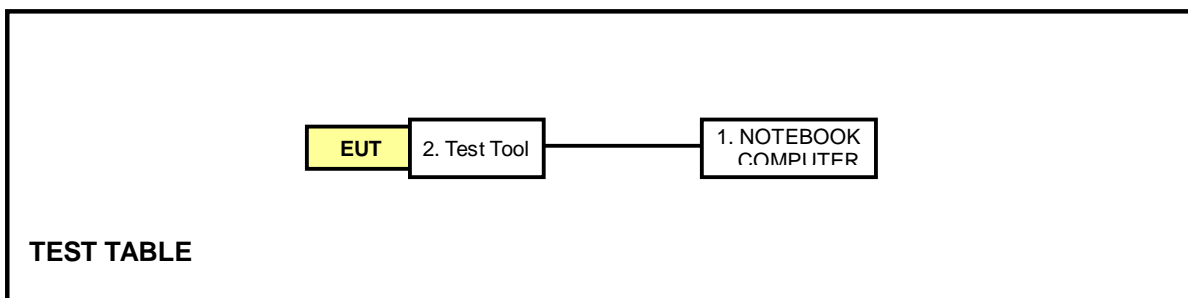 EUT
2. Test Tool
1. NOTEBOOK
COMPUTER
TEST TABLE